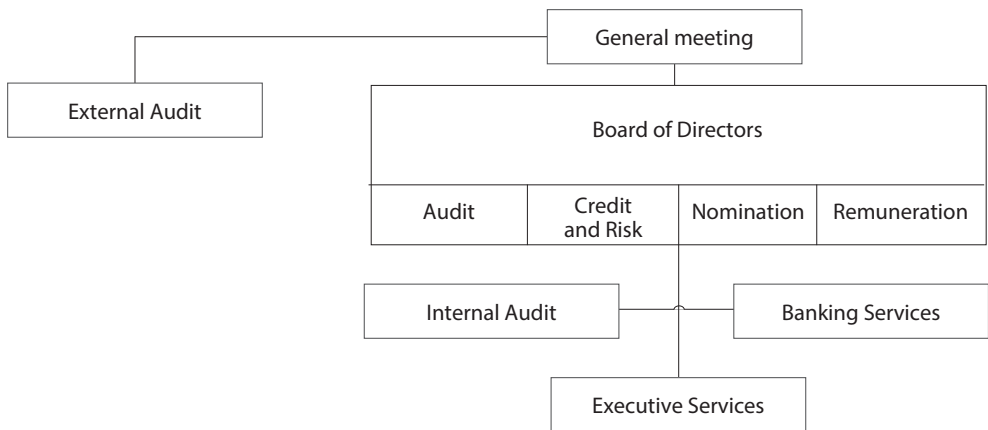 General meeting
External Audit
Board of Directors
Audit
Credit
and Risk
Nomination
Remuneration
Internal Audit
Banking Services
Executive Services